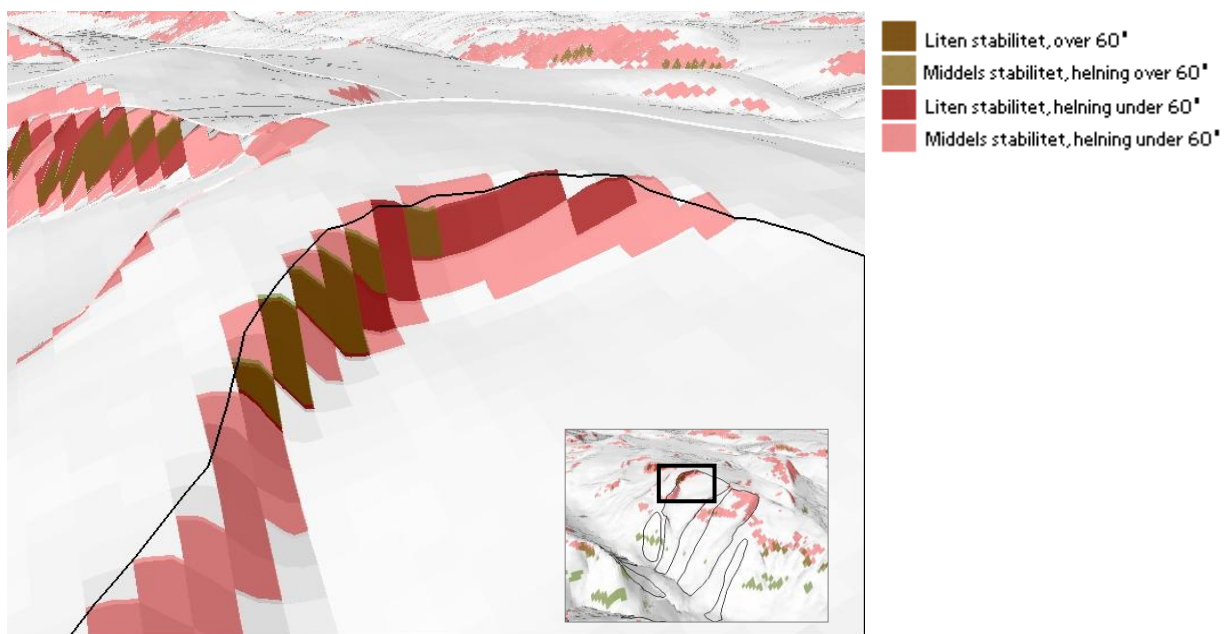 Liten stabilitet, over 60°
Middels stabilitet, helning over 60°
Liten stabilitet, helning under 60°
Middels stabilitet, helning under 60°